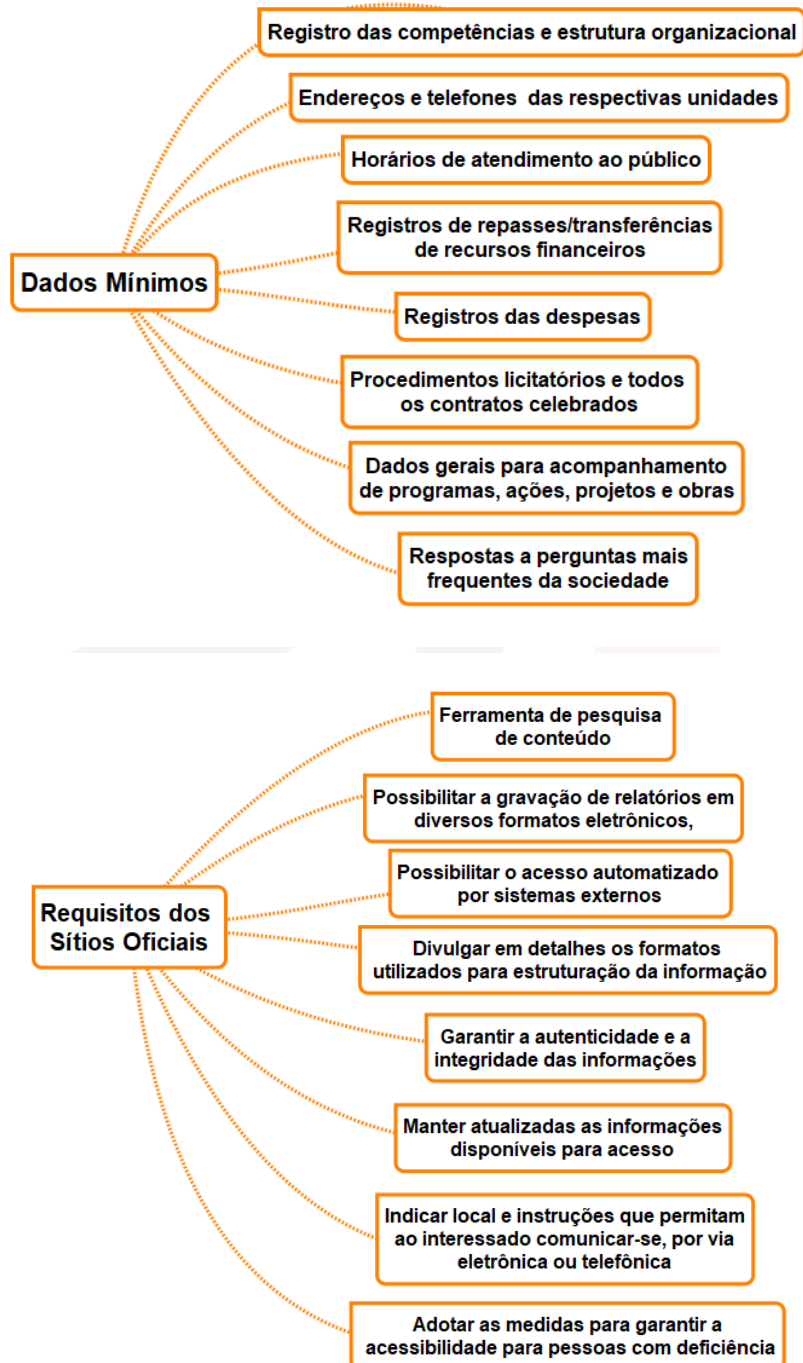 Registro das competências e estrutura organizacional
Endereços e telefones das respectivas unidades
Horários de atendimento ao público
Registros de repasses/transferências
de recursos financeiros
Dados Mínimos
Registros das despesas
Procedimentos licitatórios e todos
os contratos celebrados
Dados gerais para acompanhamento
de programas, ações, projetos e obras
Respostas a perguntas mais
frequentes da sociedade
Ferramenta de pesquisa
de conteúdo
Possibilitar a gravação de relatórios em
diversos formatos eletrônicos,
Possibilitar o acesso automatizado
por sistemas externos
Requisitos dos
Sítios Oficiais
Divulgar em detalhes os formatos
utilizados para estruturação da informação
Garantir a autenticidade e a
integridade das informações
Manter atualizadas as informações
disponíveis para acesso
Indicar local e instruções que permitam
ao interessado comunicar-se, por via
eletrônica ou telefônica
Adotar as medidas para garantir a
acessibilidade para pessoas com deficiência